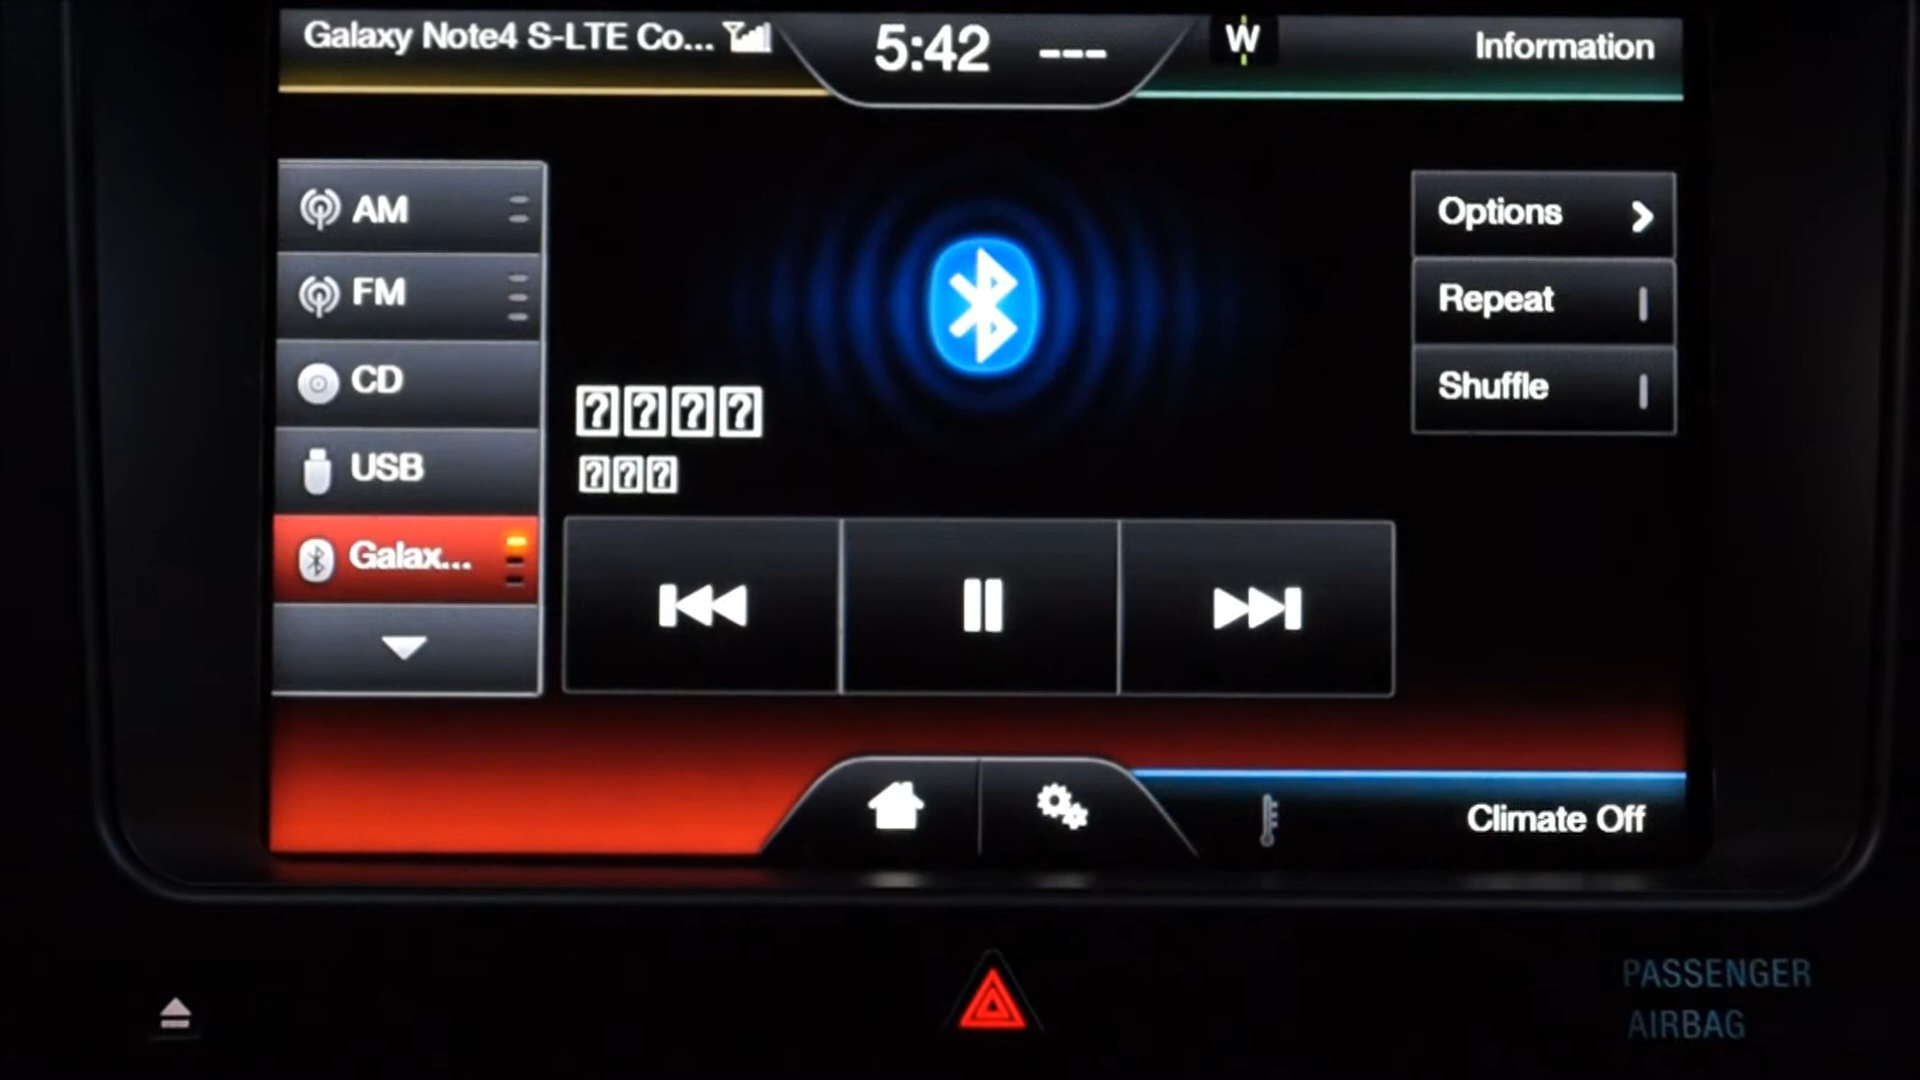 Galaxy Note4 S-LTE Co...
5:42 ---
W
Information
AM
FM
CD
USB
Galax...
Options
Repeat
Shuffle
Climate Off
PASSENGER
AIRBAG